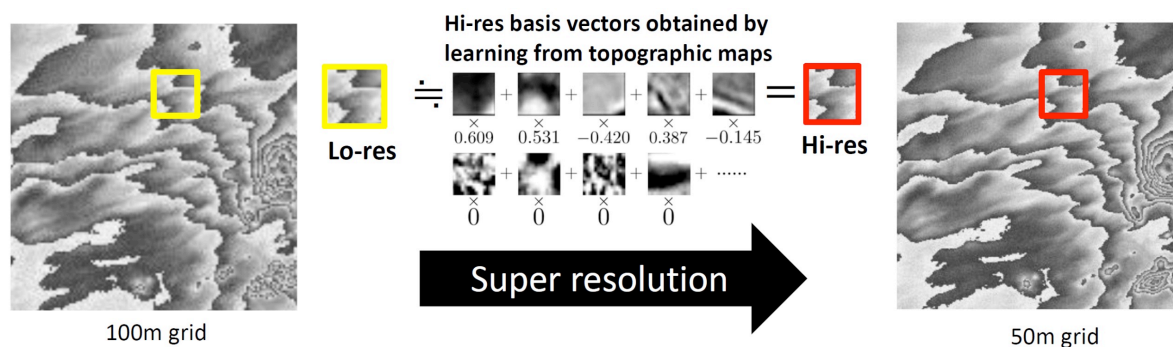 Hi-res basis vectors obtained by
learning from topographic maps
≒ + + + + =
× × × × ×
0.609 0.531 −0.420 0.387 −0.145
Lo-res
Hi-res
+ + + + ......
× × × ×
0 0 0 0
Super resolution
100m grid
50m grid